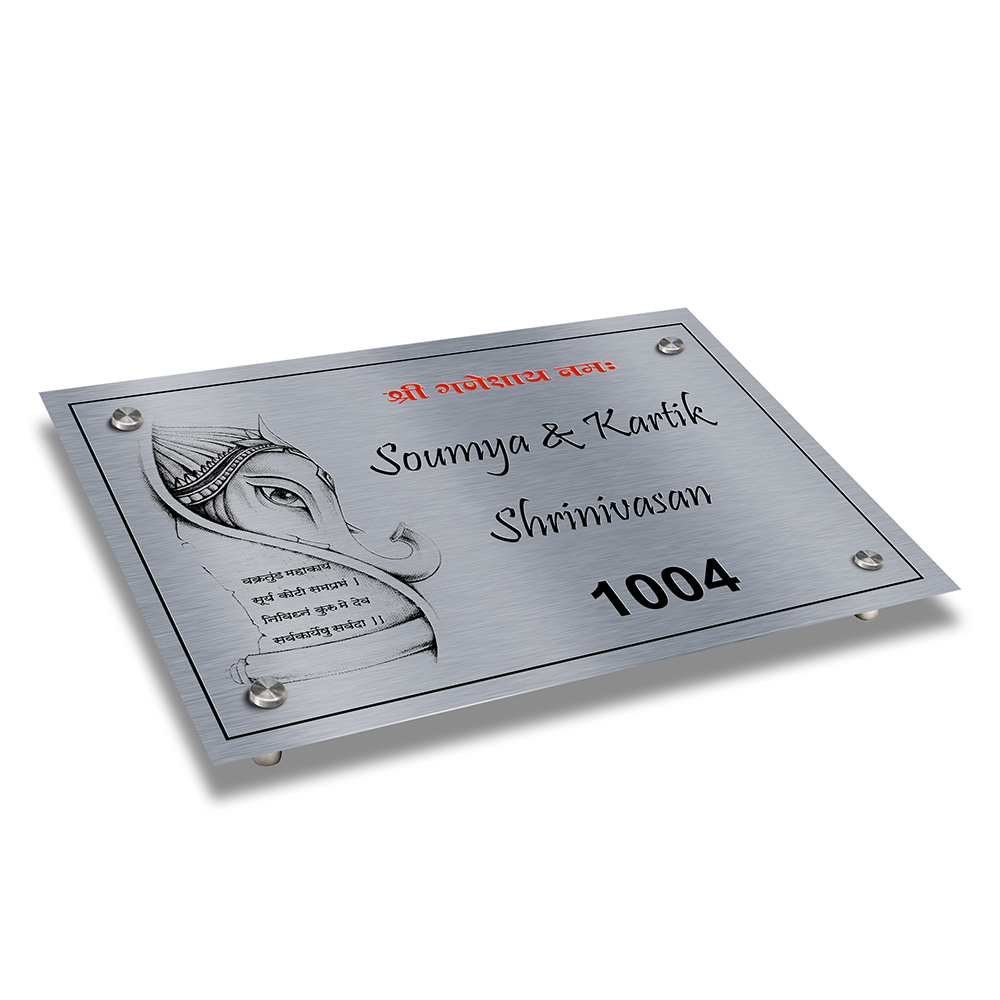 श्री गणेशाय नमः
Soumya & Kartik
Shrinivasan
1004
वक्रतुंड महाकाय
सूर्य कोटी समप्रभं ।
निविध्नं कुरु मे देव
सर्वकार्येषु सर्वदा ।।